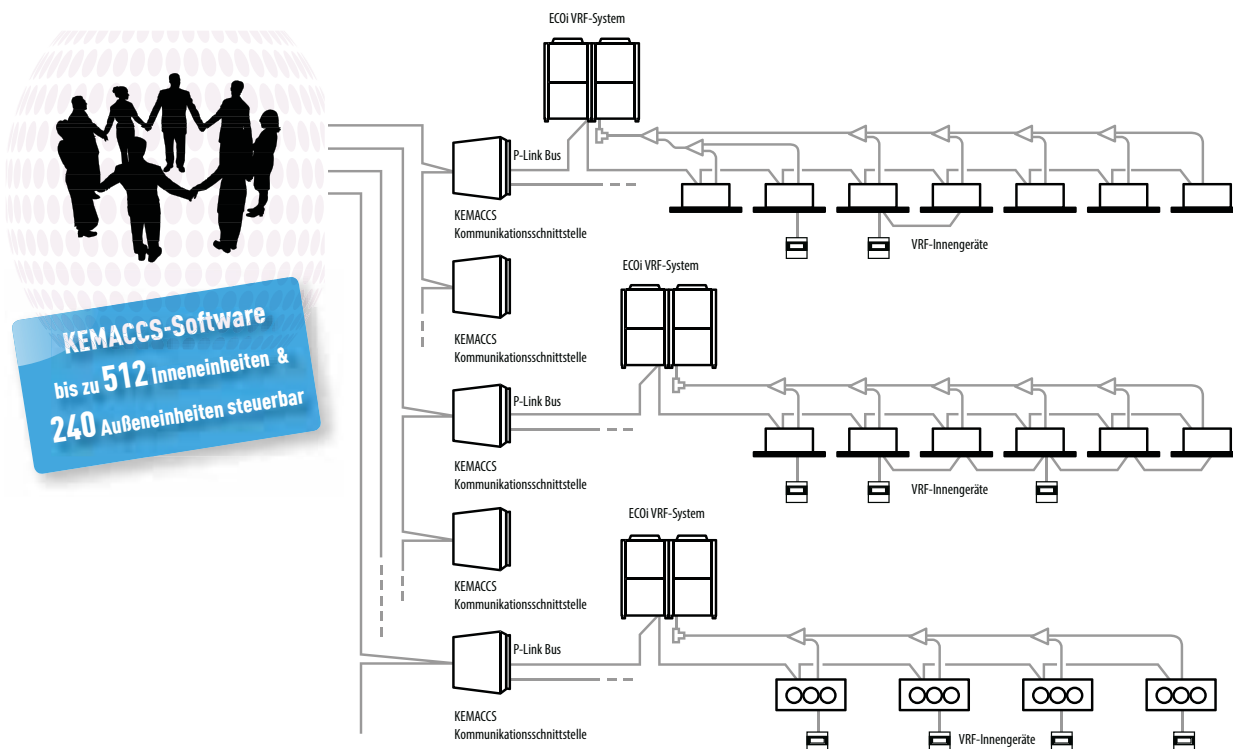 ECOi VRF-System
P-Link Bus
KEMACCS
Kommunikationsschnittstelle
VRF-Innengeräte
ECOi VRF-System
KEMACCS-Software
bis zu 512 Inneneinheiten &
240 Außeneinheiten steuerbar
KEMACCS
Kommunikationsschnittstelle
P-Link Bus
KEMACCS
Kommunikationsschnittstelle
VRF-Innengeräte
ECOi VRF-System
KEMACCS
Kommunikationsschnittstelle
P-Link Bus
KEMACCS
Kommunikationsschnittstelle
VRF-Innengeräte